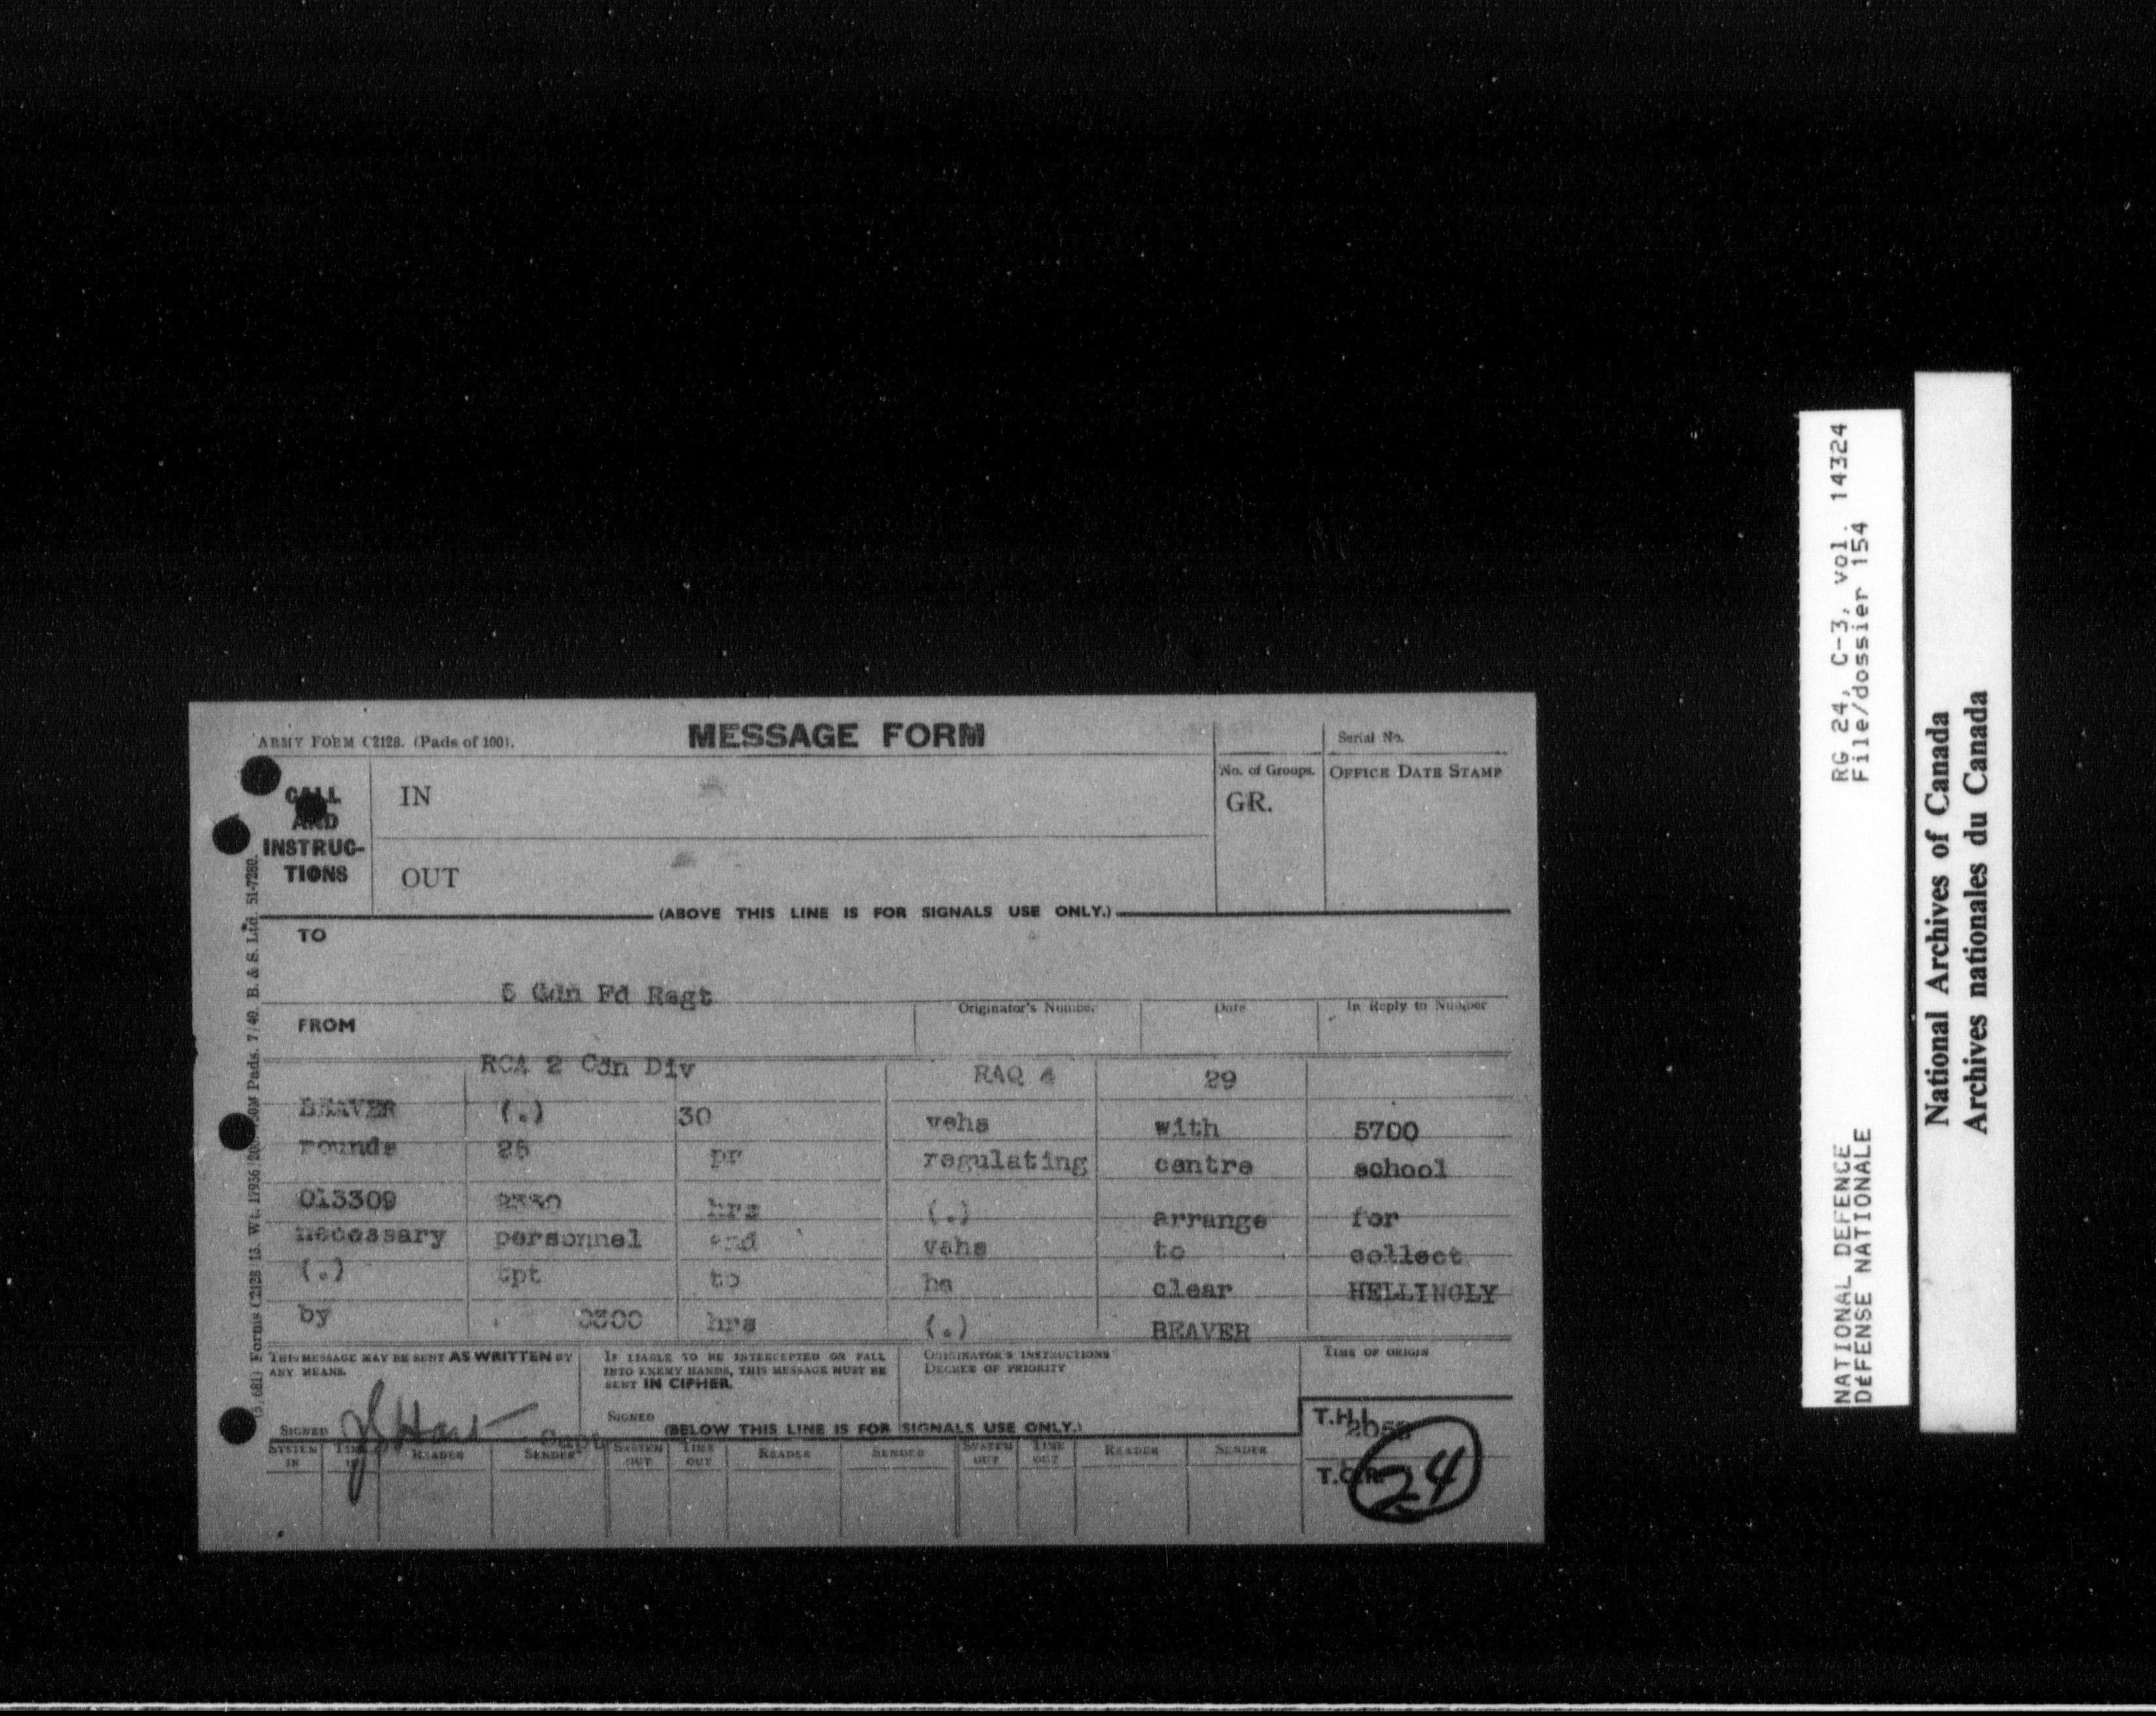 MESSAGE FORM
ARMY FORM C2128. (Pads of 100).
Serial No.
CALL AND INSTRUC-TIONS
IN
No. of Groups.
OFFICE DATE STAMP
GR.
OUT
(ABOVE THIS LINE IS FOR SIGNALS USE ONLY.)
TO
5 Cdn Fd Regt
FROM
Originator's Number
Date
In Reply to Number
RCA 2 Cdn Div RAQ 4 29
BEAVER (.) 30 vehs with 5700
rounds 25 pr regulating centre school
013309 2330 hrs (.) arrange for
necessary personnel and vehs to collect
(.) tpt to be clear HELLINGLY
by 0300 hrs (.) BEAVER
THIS MESSAGE MAY BE SENT AS WRITTEN BY ANY MEANS.
IF LIABLE TO BE INTERCEPTED OR FALL INTO ENEMY HANDS, THIS MESSAGE MUST BE SENT IN CIPHER.
ORIGINATOR'S INSTRUCTIONS DEGREE OF PRIORITY
TIME OF ORIGIN
SIGNED
Capt
SIGNED
(BELOW THIS LINE IS FOR SIGNALS USE ONLY.)
T.H.I.
SYSTEM IN
TIME IN
READER
SENDER
SYSTEM OUT
TIME OUT
READER
SENDER
SYSTEM OUT
TIME OUT
READER
SENDER
T.O.R.
24
RG 24, C-3, vol. 14324
File/dossier 154
NATIONAL DEFENCE
DÉFENSE NATIONALE
National Archives of Canada
Archives nationales du Canada